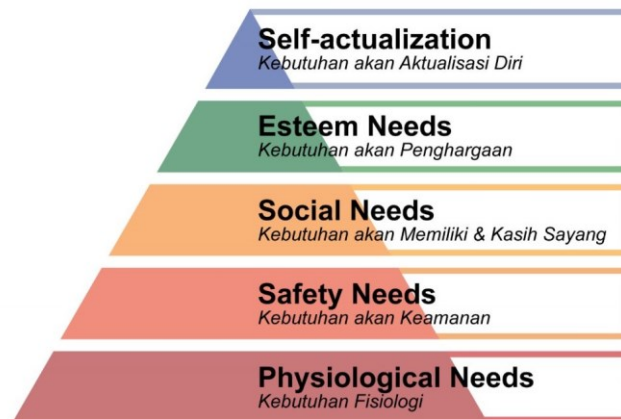 Self-actualization
Kebutuhan akan Aktualisasi Diri
Esteem Needs
Kebutuhan akan Penghargaan
Social Needs
Kebutuhan akan Memiliki & Kasih Sayang
Safety Needs
Kebutuhan akan Keamanan
Physiological Needs
Kebutuhan Fisiologi